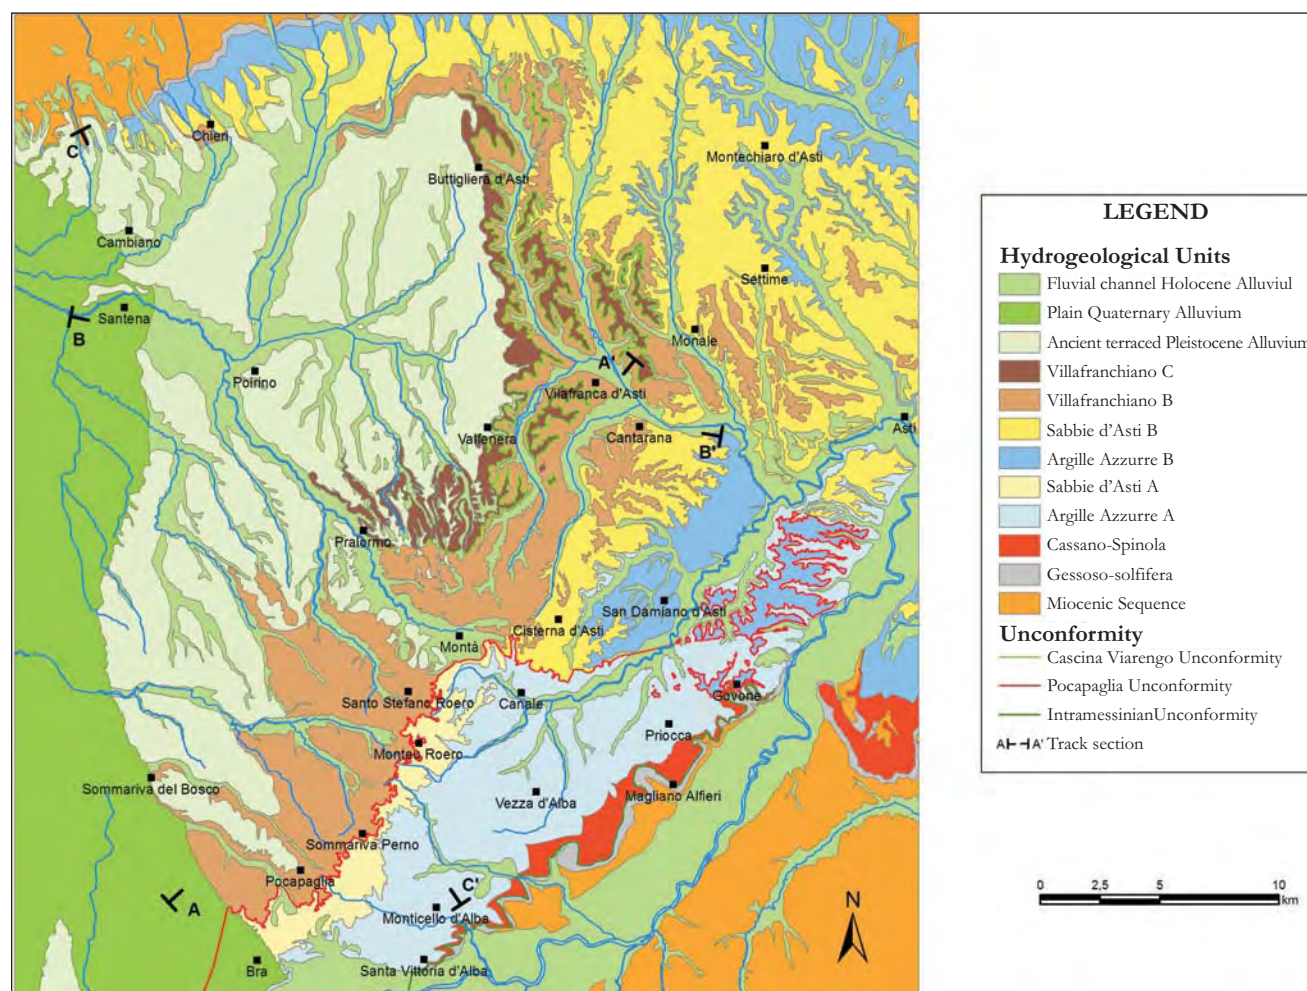 Chieri
C
Buttigliera d'Asti
Montechiaro d'Asti
Cambiano
Settime
Santena
B
Monale
A'
Poirino
Villafranca d'Asti
Valfenera
Cantarana
B'
Asti
Pralormo
San Damiano d'Asti
Cisterna d'Asti
Montà
Santo Stefano Roero
Canale
Govone
Priocca
Monteu Roero
Sommariva del Bosco
Vezza d'Alba
Magliano Alfieri
Sommariva Perno
Pocapaglia
A
C'
Monticello d'Alba
Bra
Santa Vittoria d'Alba
N
LEGEND
Hydrogeological Units
Fluvial channel Holocene Alluviul
Plain Quaternary Alluvium
Ancient terraced Pleistocene Alluvium
Villafranchiano C
Villafranchiano B
Sabbie d'Asti B
Argille Azzurre B
Sabbie d'Asti A
Argille Azzurre A
Cassano-Spinola
Gessoso-solfifera
Miocenic Sequence
Unconformity
Cascina Viarengo Unconformity
Pocapaglia Unconformity
IntramessinianUnconformity
A A' Track section
0 2,5 5 10
km